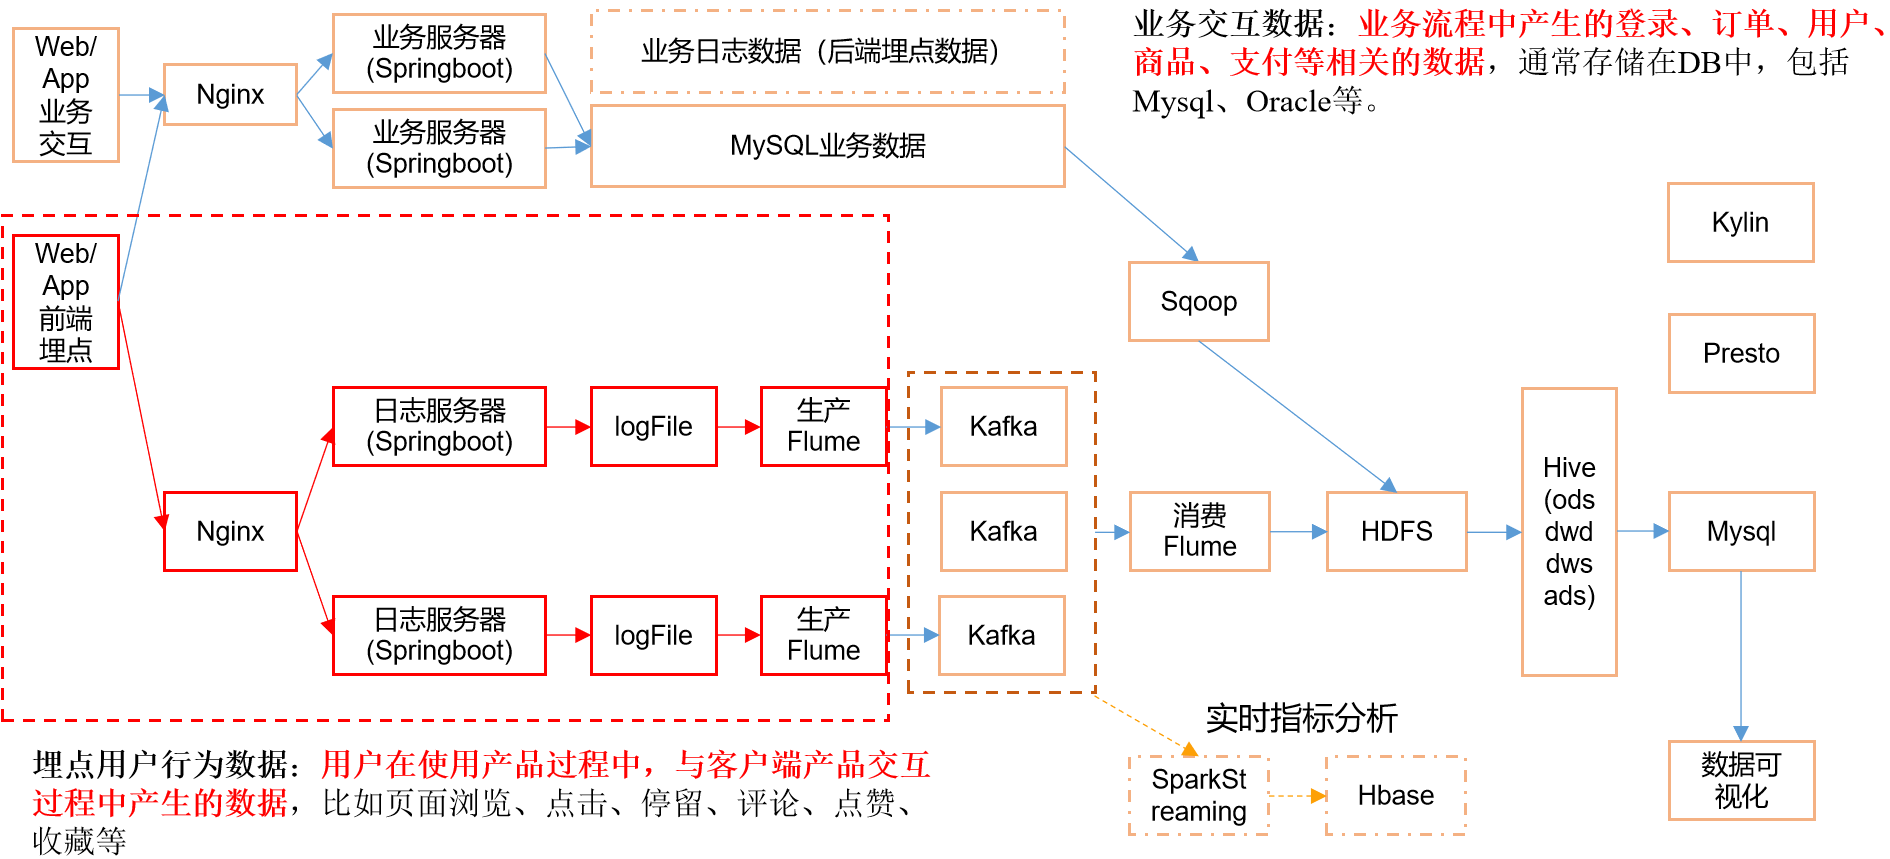 Web/
App
业务
交互
Nginx
业务服务器
(Springboot)
业务服务器
(Springboot)
业务日志数据（后端埋点数据）
MySQL业务数据
业务交互数据：业务流程中产生的登录、订单、用户、
商品、支付等相关的数据，通常存储在DB中，包括
Mysql、Oracle等。
Web/
App
前端
埋点
Nginx
日志服务器
(Springboot)
logFile
生产
Flume
日志服务器
(Springboot)
logFile
生产
Flume
Kafka
Kafka
Kafka
消费
Flume
Sqoop
HDFS
Hive
(ods
dwd
dws
ads)
Kylin
Presto
Mysql
数据可
视化
实时指标分析
SparkSt
reaming
Hbase
埋点用户行为数据：用户在使用产品过程中，与客户端产品交互
过程中产生的数据，比如页面浏览、点击、停留、评论、点赞、
收藏等